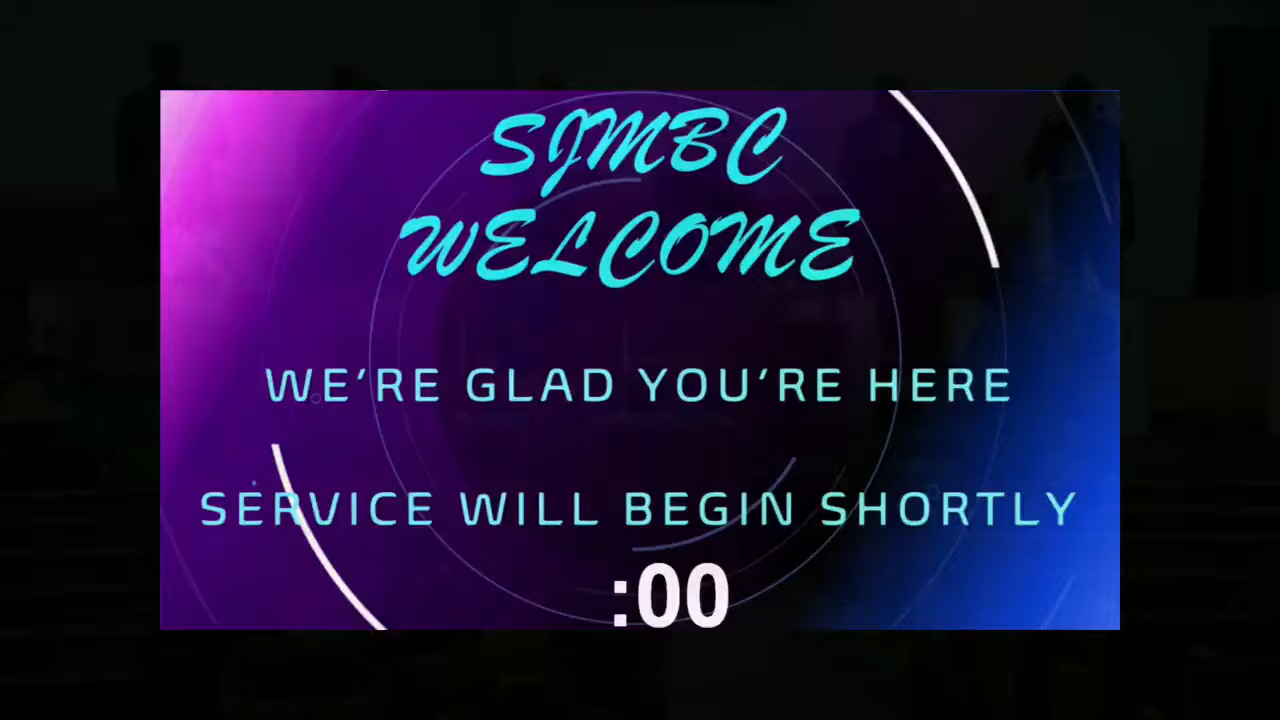 SJMBC
WELCOME
WE'RE GLAD YOU'RE HERE
SERVICE WILL BEGIN SHORTLY
:00